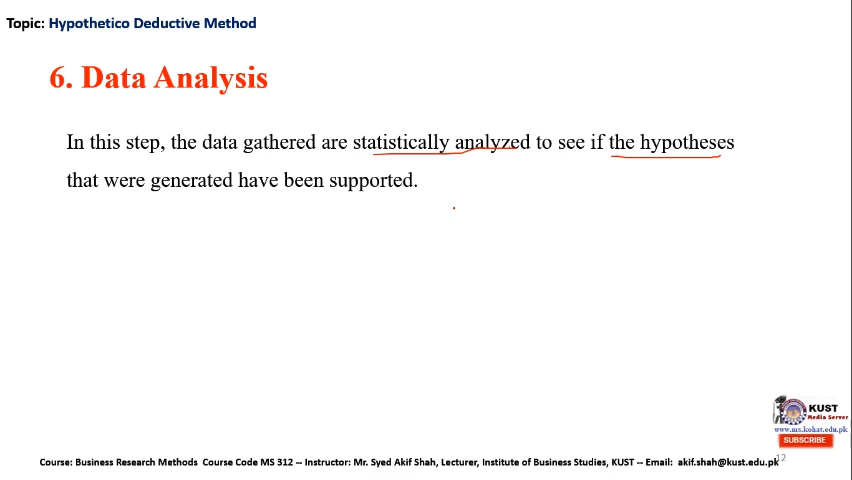 Topic: Hypothetico Deductive Method
6. Data Analysis
In this step, the data gathered are statistically analyzed to see if the hypotheses
that were generated have been supported.
KUST
Media Server
www.ms.kohat.edu.pk
SUBSCRIBE
Course: Business Research Methods Course Code MS 312 -- Instructor: Mr. Syed Akif Shah, Lecturer, Institute of Business Studies, KUST -- Email: akif.shah@kust.edu.pk
12